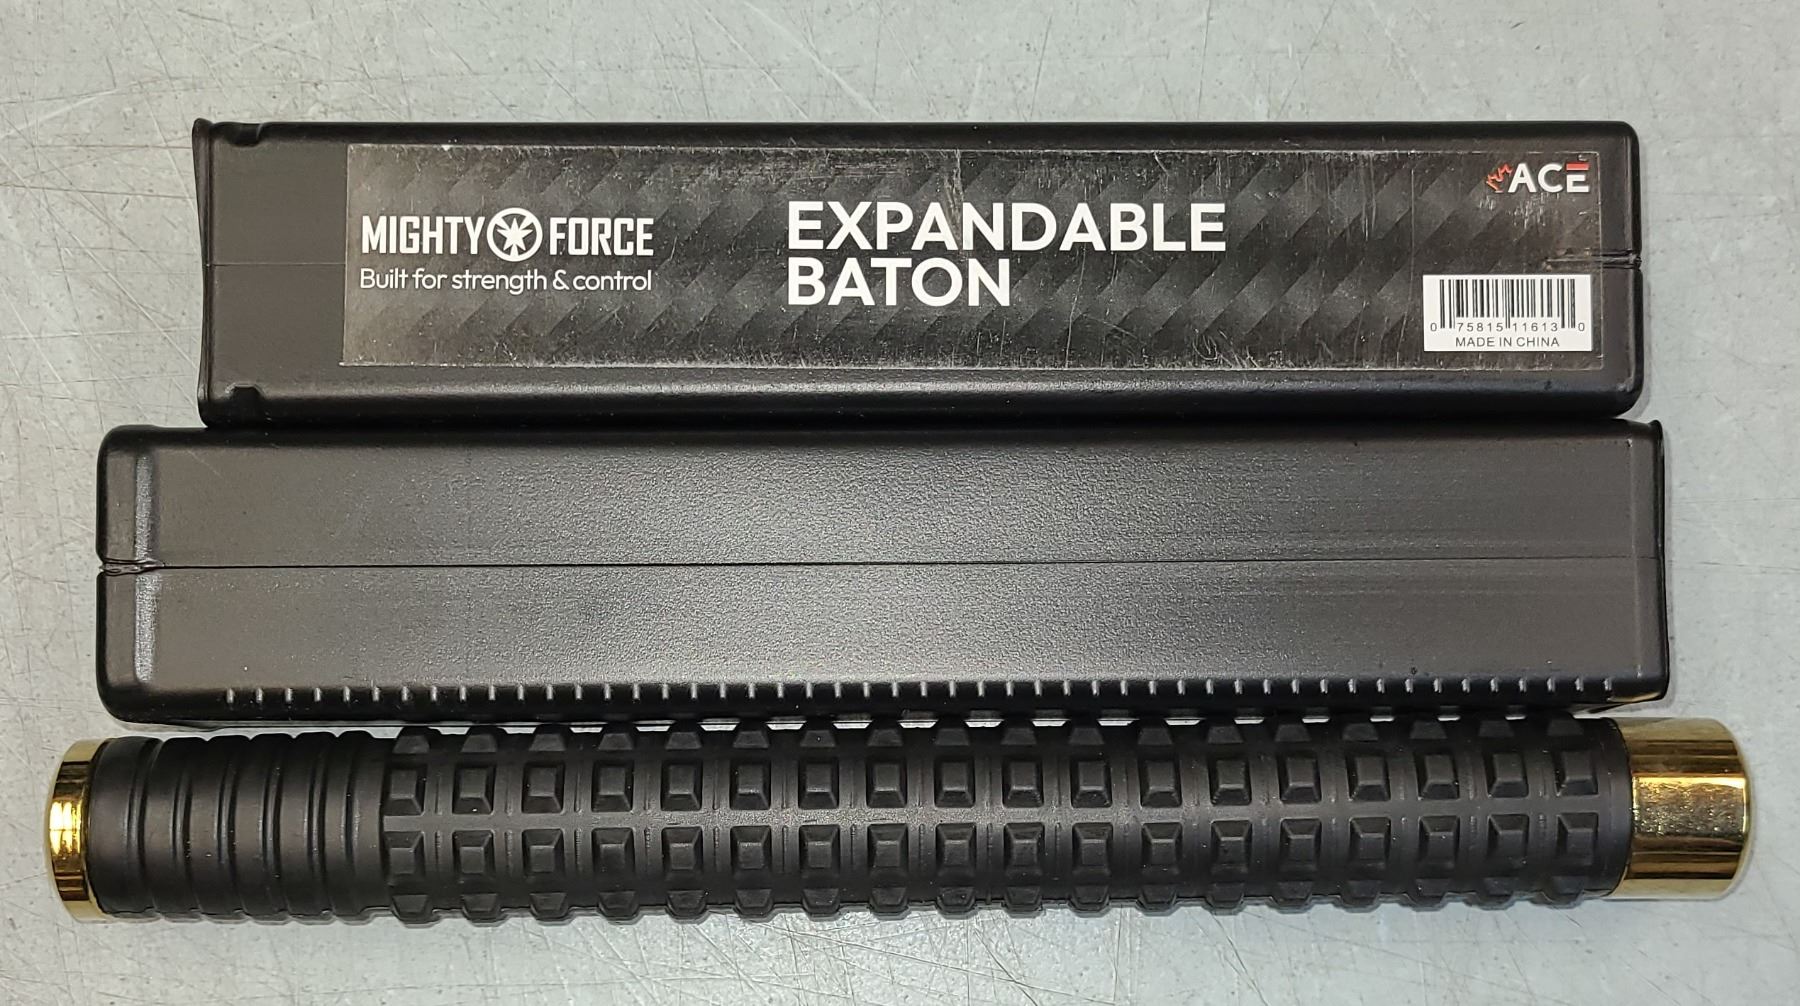 MIGHTY FORCE
Built for strength & control
EXPANDABLE
BATON
ACE
0 75815 11613 0
MADE IN CHINA